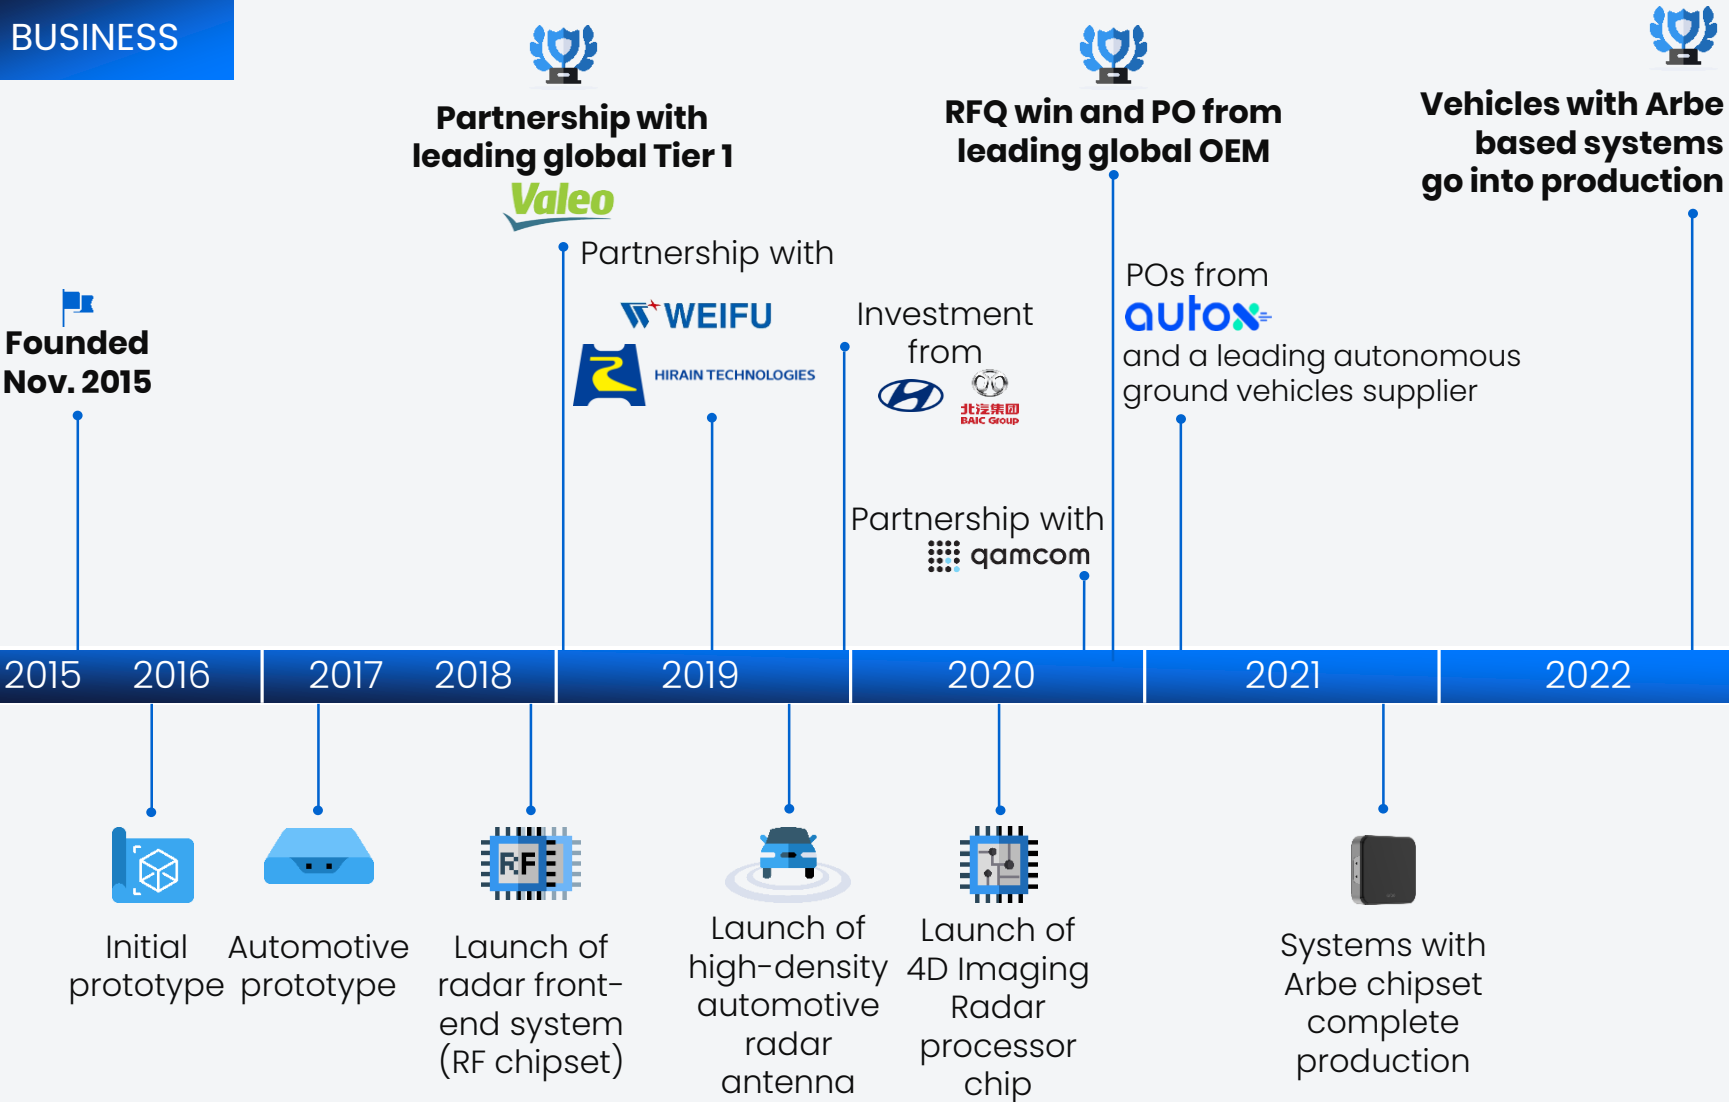 BUSINESS
Partnership with
leading global Tier 1
Valeo
RFQ win and PO from
leading global OEM
Vehicles with Arbe
based systems
go into production
Founded
Nov. 2015
Partnership with
WEIFU
HIRAIN TECHNOLOGIES
Investment
from
北汽集团
BAIC Group
POs from
autox
and a leading autonomous
ground vehicles supplier
Partnership with
qamcom
2015 2016 2017 2018 2019 2020 2021 2022
RF
Initial
prototype
Automotive
prototype
Launch of
radar front-
end system
(RF chipset)
Launch of
high-density
automotive
radar
antenna
Launch of
4D Imaging
Radar
processor
chip
Systems with
Arbe chipset
complete
production